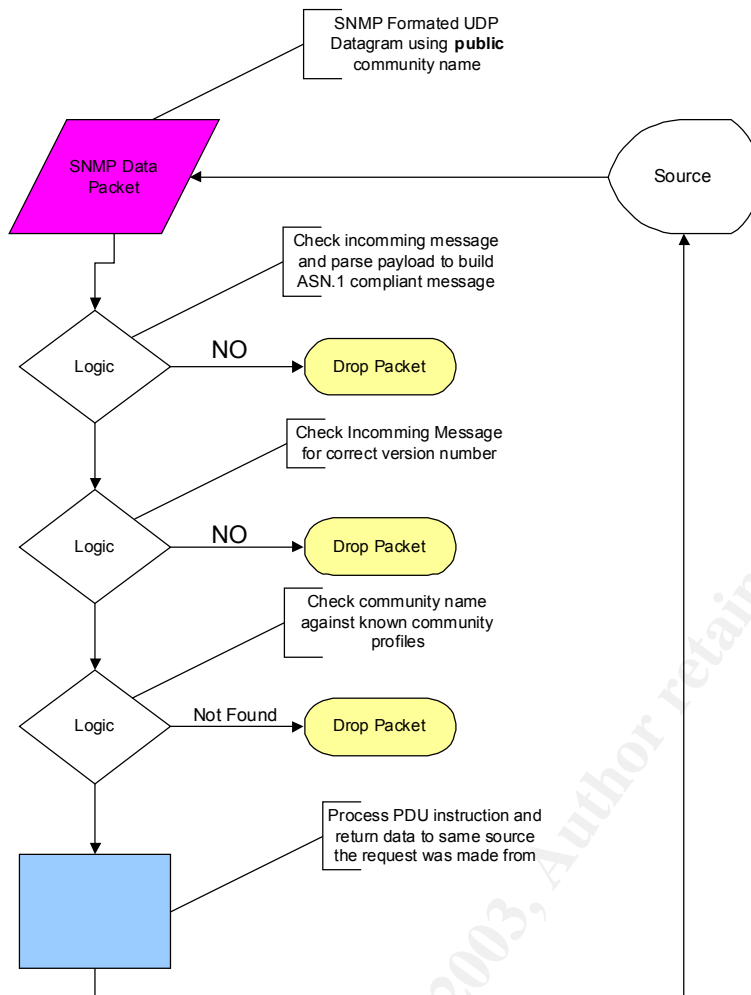 SNMP Formated UDP
Datagram using public
community name
SNMP Data
Packet
Source
Check incomming message
and parse payload to build
ASN.1 compliant message
Logic
NO
Drop Packet
Check Incomming Message
for correct version number
Logic
NO
Drop Packet
Check community name
against known community
profiles
Logic
Not Found
Drop Packet
Process PDU instruction and
return data to same source
the request was made from
2003, Author retain